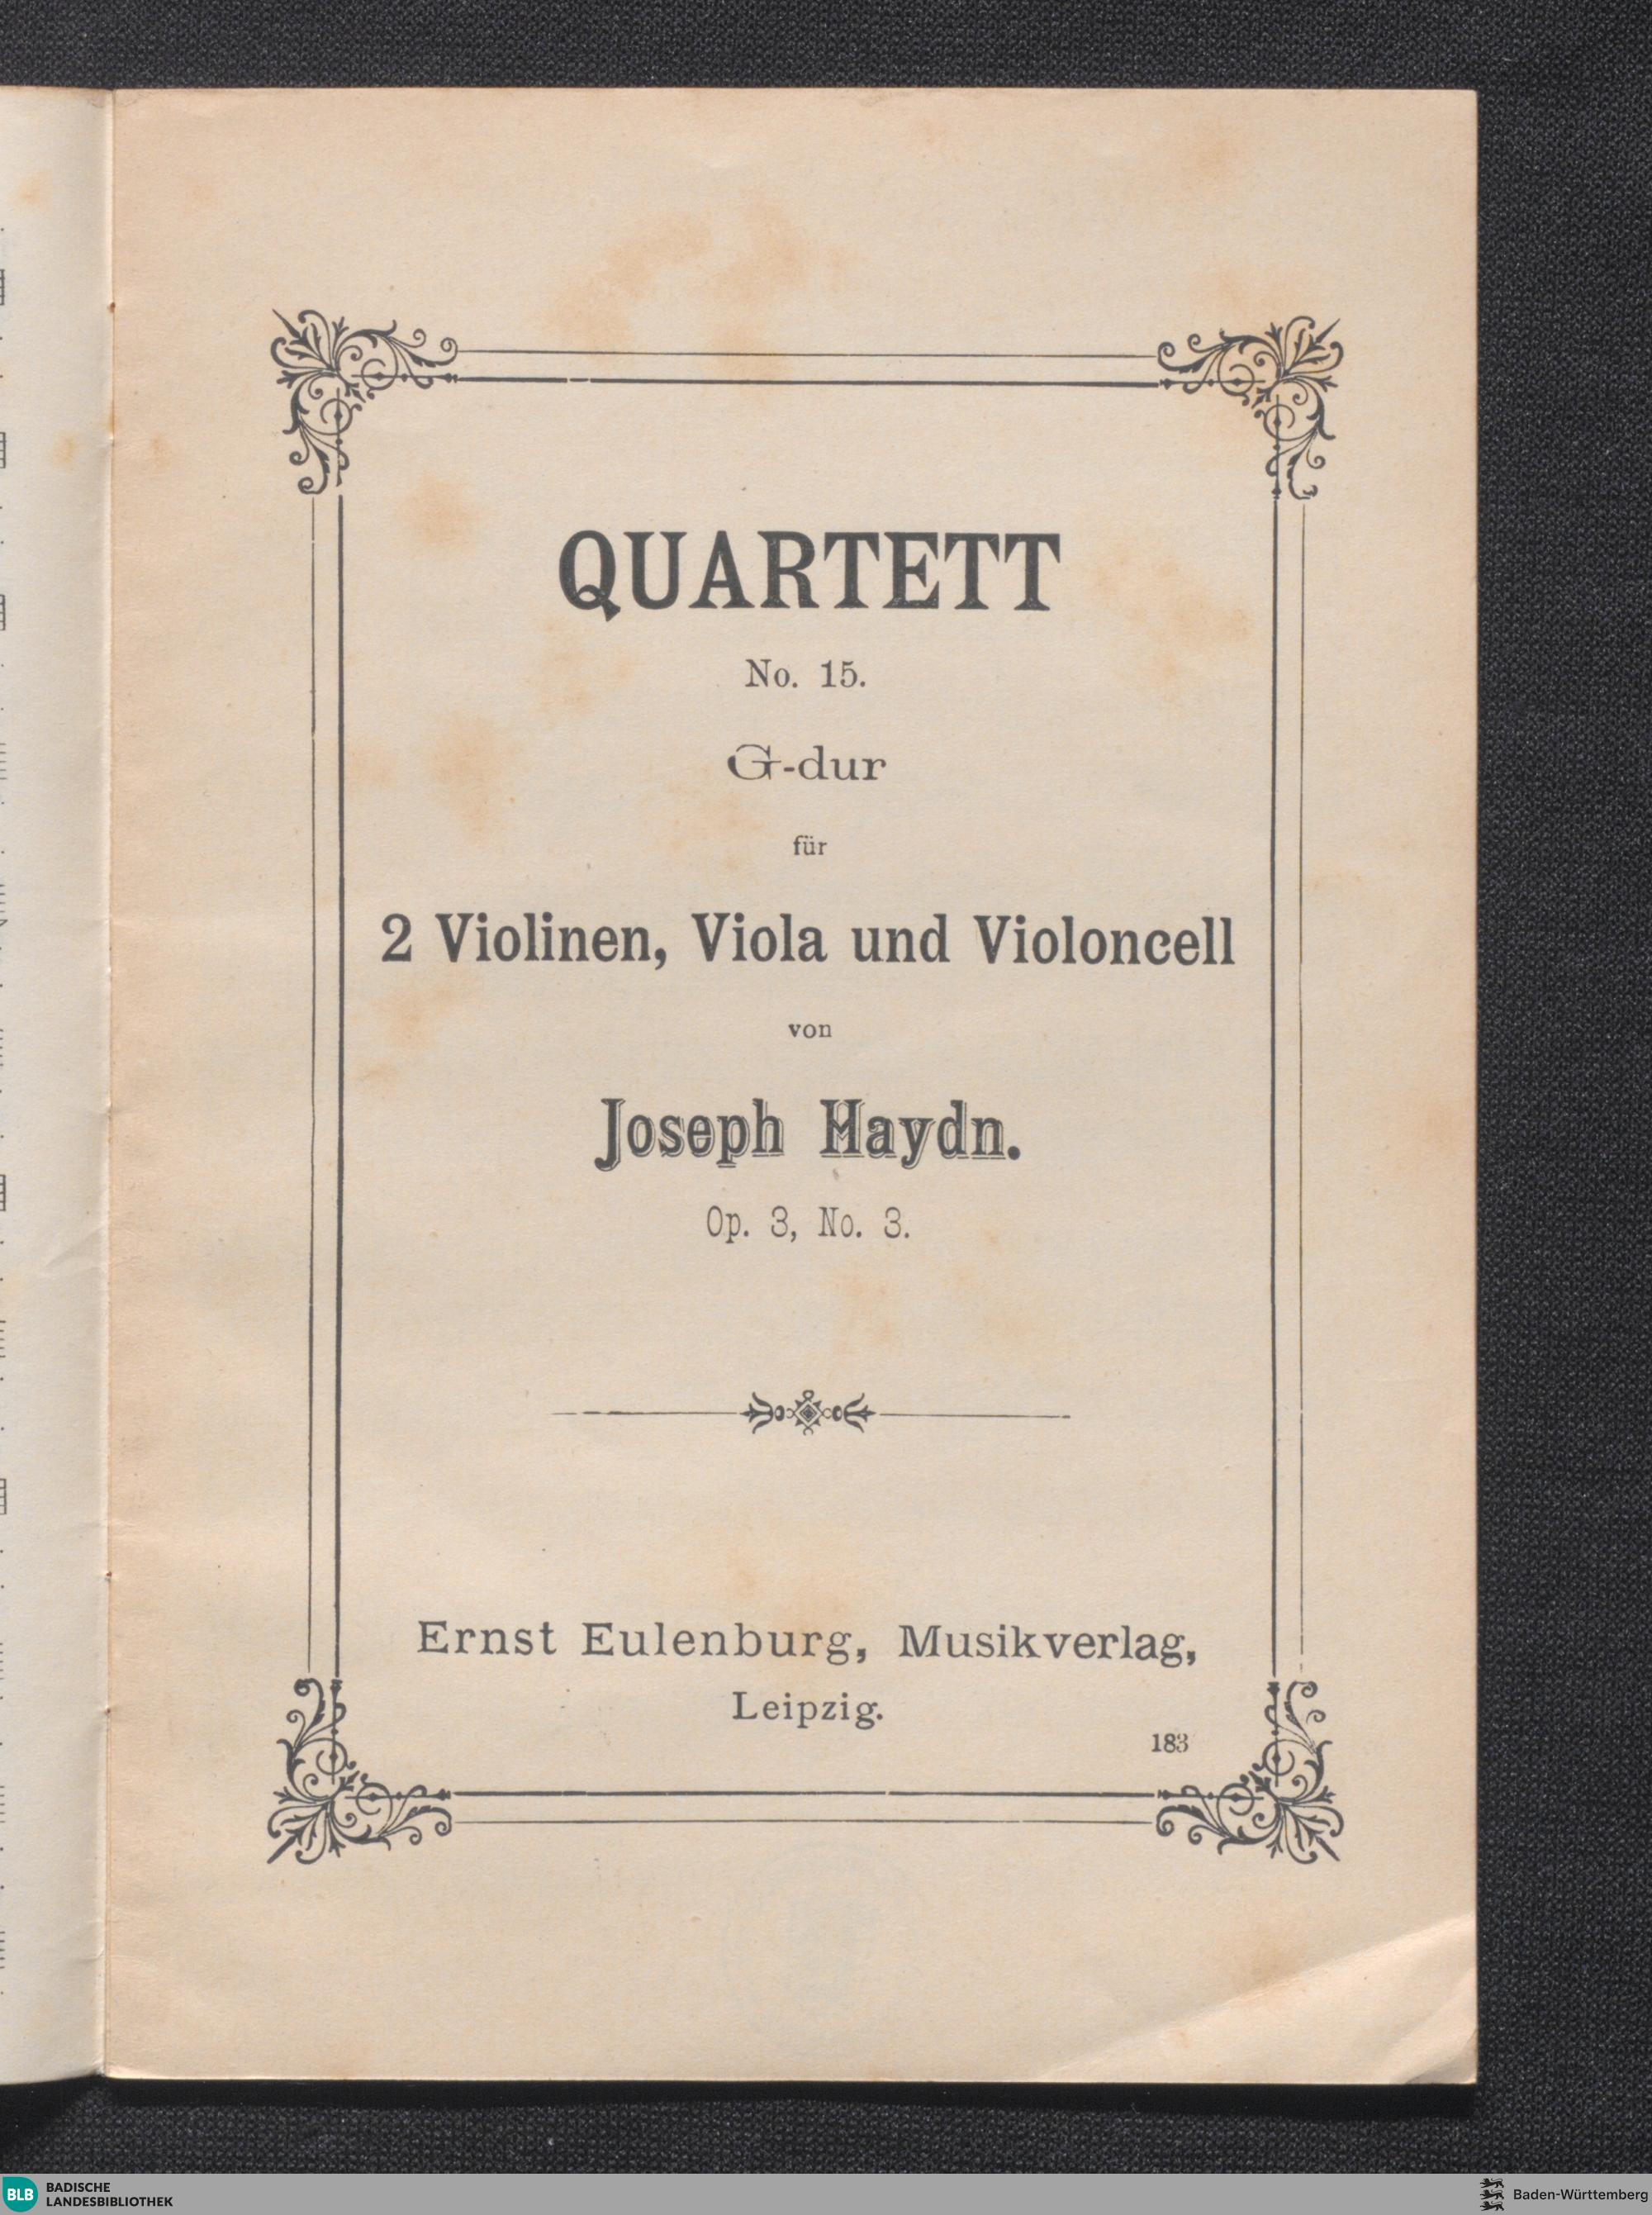 QUARTETT
No. 15.
G-dur
für
2 Violinen, Viola und Violoncell
von
Joseph Haydn.
Op. 3, No. 3.
Ernst Eulenburg, Musikverlag,
Leipzig.
183
BLB BADISCHE
LANDESBIBLIOTHEK
Baden-Württemberg